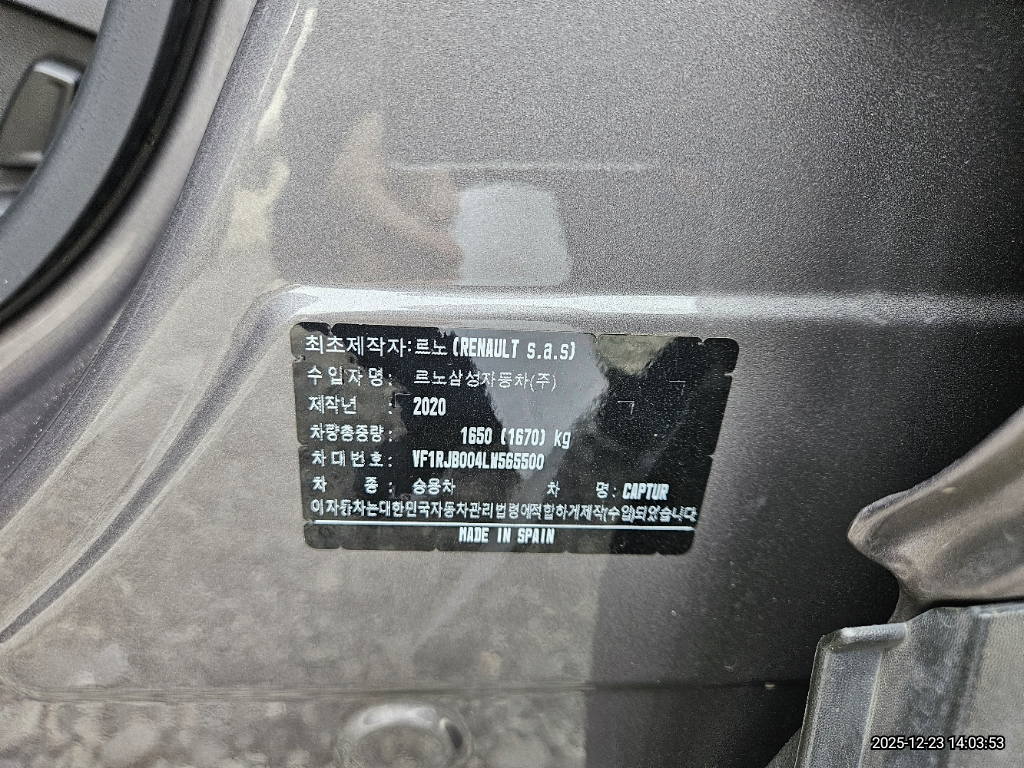 최초제작자:르노(RENAULT s.a.s)
수입자명: 르노삼성자동차(주)
제작년 : 2020
차량총중량: 1650 (1670) kg
차대번호: VF1RJB004LW565500
차 종: 승용차 차 명: CAPTUR
이자동차는대한민국자동차관리법령에적합하게제작(수입)되었습니다
MADE IN SPAIN
2025-12-23 14:03:53